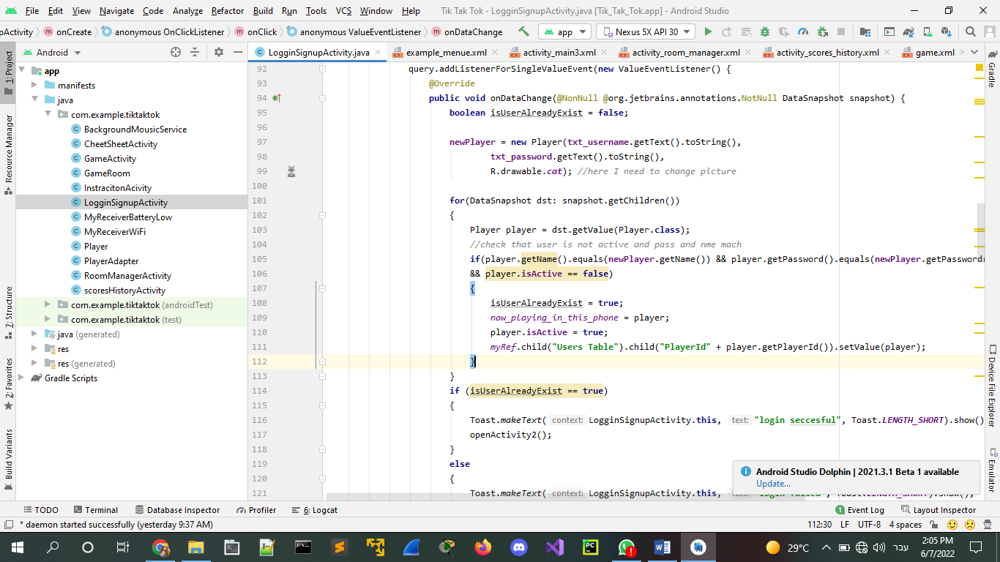 File Edit View Navigate Code Analyze Refactor Build Run Tools VCS Window Help Tik Tak Tok - LogginSignupActivity.java [Tik_Tak_Tok.app] - Android Studio
pActivity onCreate anonymous OnClickListener onClick anonymous ValueEventListener onDataChange app Nexus 5X API 30
Android LogginSignupActivity.java example_menue.xml activity_main3.xml activity_room_manager.xml activity_scores_history.xml game.xml
1: Project
Resource Manager
7: Structure
2: Favorites
Build Variants
app
manifests
java
com.example.tiktaktok
BackgroundMousicService
CheetSheetActivity
GameActivity
GameRoom
InstracitonAcivity
LogginSignupActivity
MyReceiverBatteryLow
MyReceiverWiFi
Player
PlayerAdapter
RoomManagerActivity
scoresHistoryActivity
com.example.tiktaktok (androidTest)
com.example.tiktaktok (test)
java (generated)
res
res (generated)
Gradle Scripts
92 query.addListenerForSingleValueEvent(new ValueEventListener() {
93 @Override
94 public void onDataChange(@NonNull @org.jetbrains.annotations.NotNull DataSnapshot snapshot) {
95 boolean isUserAlreadyExist = false;
96
97 newPlayer = new Player(txt_username.getText().toString(),
98 txt_password.getText().toString(),
99 R.drawable.cat); //here I need to change picture
100
101 for(DataSnapshot dst: snapshot.getChildren())
102 {
103 Player player = dst.getValue(Player.class);
104 //check that user is not active and pass and nme mach
105 if(player.getName().equals(newPlayer.getName()) && player.getPassword().equals(newPlayer.getPassword(
106 && player.isActive == false)
107 {
108 isUserAlreadyExist = true;
109 now_playing_in_this_phone = player;
110 player.isActive = true;
111 myRef.child("Users Table").child("PlayerId" + player.getPlayerId()).setValue(player);
112 }
113 }
114 if (isUserAlreadyExist == true)
115 {
116 Toast.makeText( context: LogginSignupActivity.this, text: "login seccesful", Toast.LENGTH_SHORT).show()
117 openActivity2();
118 }
119 else
120 {
121 Toast.makeText( context: LogginSignupActivity.this,
Gradle
Device File Explorer
Emulator
Android Studio Dolphin | 2021.3.1 Beta 1 available
Update...
TODO Terminal Database Inspector Profiler 6: Logcat 1 Event Log Layout Inspector
* daemon started successfully (yesterday 9:37 AM) 112:30 LF UTF-8 4 spaces
29°C עבר 2:05 PM
6/7/2022